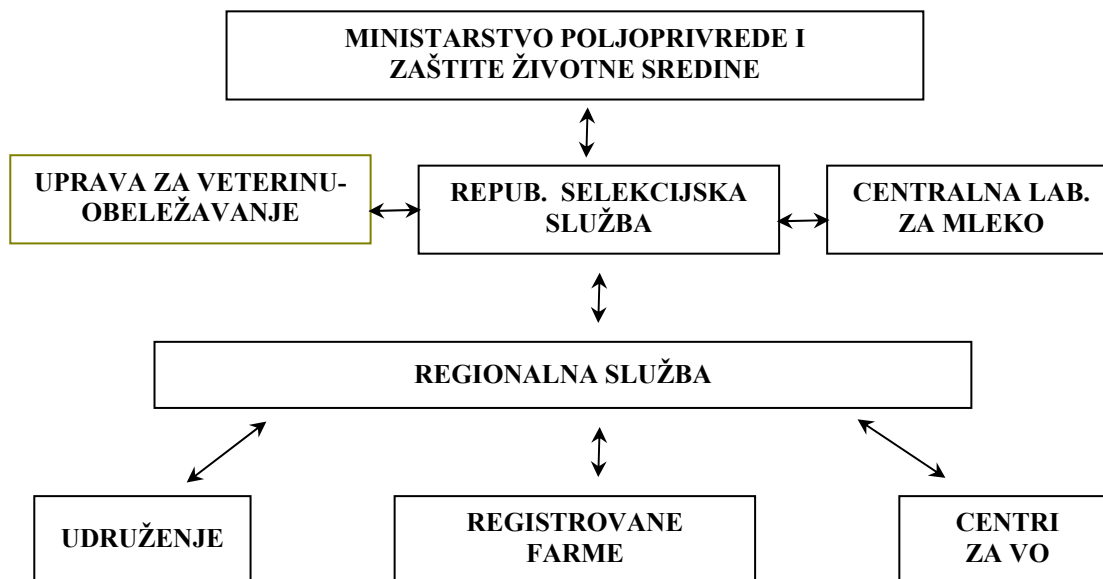 MINISTARSTVO POLJOPRIVREDE I
ZAŠTITE ŽIVOTNE SREDINE
UPRAVA ZA VETERINU-
OBELEŽAVANJE
REPUB. SELEKCIJSKA
SLUŽBA
CENTRALNA LAB.
ZA MLEKO
REGIONALNA SLUŽBA
UDRUŽENJE
REGISTROVANE
FARME
CENTRI
ZA VO